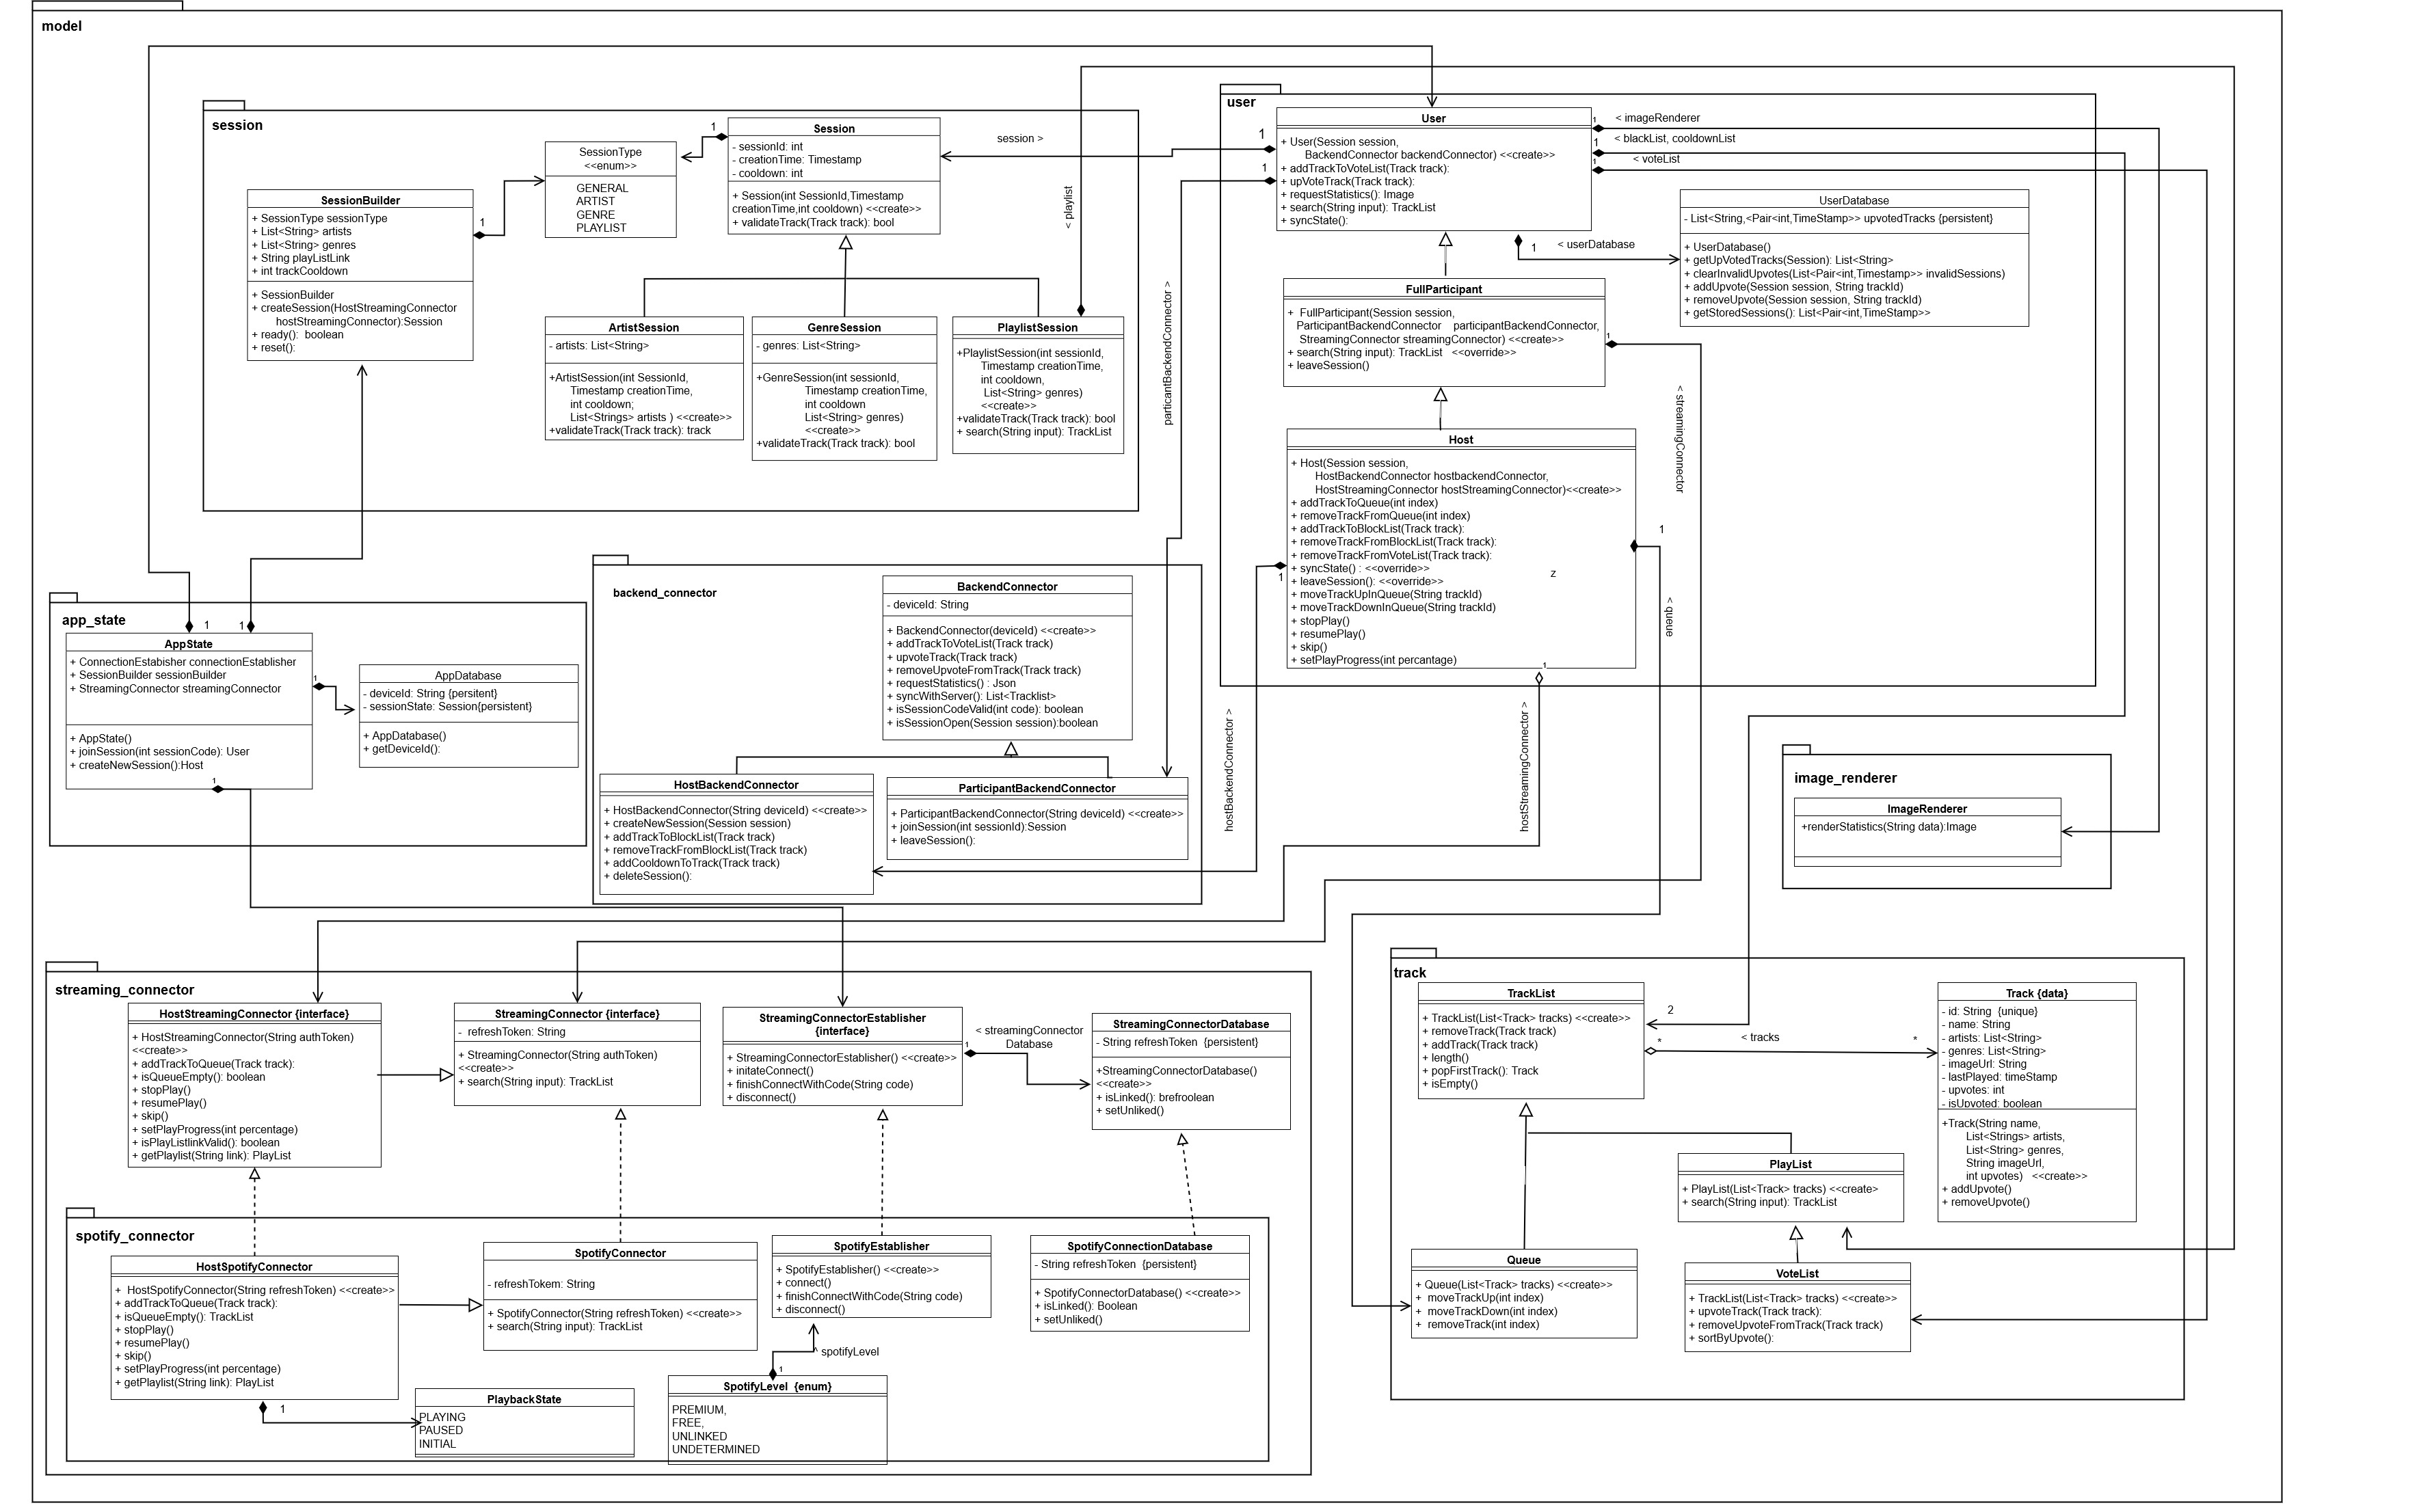 model
session
SessionBuilder
+ SessionType sessionType
+ List<String> artists
+ List<String> genres
+ String playListLink
+ int trackCooldown
+ SessionBuilder
+ createSession(HostStreamingConnector
hostStreamingConnector):Session
+ ready():  boolean
+ reset():
1
SessionType
<<enum>>
GENERAL
ARTIST
GENRE
PLAYLIST
1
Session
- sessionId: int
- creationTime: Timestamp
- cooldown: int
+ Session(int SessionId,Timestamp
creationTime,int cooldown) <<create>>
+ validateTrack(Track track): bool
session >
< playlist
ArtistSession
- artists: List<String>
+ArtistSession(int SessionId,
Timestamp creationTime,
int cooldown;
List<Strings> artists ) <<create>>
+validateTrack(Track track): track
GenreSession
- genres: List<String>
+GenreSession(int sessionId,
Timestamp creationTime,
int cooldown
List<String> genres)
<<create>>
+validateTrack(Track track): bool
PlaylistSession
+PlaylistSession(int sessionId,
Timestamp creationTime,
int cooldown,
List<String> genres)
<<create>>
+validateTrack(Track track): bool
+ search(String input): TrackList
particantBackendConnector >
user
1
1
User
+ User(Session session,
BackendConnector backendConnector) <<create>>
+ addTrackToVoteList(Track track):
+ upVoteTrack(Track track):
+ requestStatistics(): Image
+ search(String input): TrackList
+ syncState():
1
< imageRenderer
1
< blackList, cooldownList
1
< voteList
1
< userDatabase
UserDatabase
- List<String,<Pair<int,TimeStamp>> upvotedTracks {persistent}
+ UserDatabase()
+ getUpVotedTracks(Session): List<String>
+ clearInvalidUpvotes(List<Pair<int,Timestamp>> invalidSessions)
+ addUpvote(Session session, String trackId)
+ removeUpvote(Session session, String trackId)
+ getStoredSessions(): List<Pair<int,TimeStamp>>
FullParticipant
+  FullParticipant(Session session,
ParticipantBackendConnector    participantBackendConnector,
StreamingConnector streamingConnector) <<create>>
+ search(String input): TrackList   <<override>>
+ leaveSession()
1
< streamingConnector
Host
+ Host(Session session,
HostBackendConnector hostbackendConnector,
HostStreamingConnector hostStreamingConnector)<<create>>
+ addTrackToQueue(int index)
+ removeTrackFromQueue(int index)
+ addTrackToBlockList(Track track):
+ removeTrackFromBlockList(Track track):
+ removeTrackFromVoteList(Track track):
+ syncState() : <<override>>
+ leaveSession(): <<override>>
+ moveTrackUpInQueue(String trackId)
+ moveTrackDownInQueue(String trackId)
+ stopPlay()
+ resumePlay()
+ skip()
+ setPlayProgress(int percantage)
z
1
1
1
< queue
hostBackendConnector >
hostStreamingConnector >
app_state
1
1
AppState
+ ConnectionEstabisher connectionEstablisher
+ SessionBuilder sessionBuilder
+ StreamingConnector streamingConnector
+ AppState()
+ joinSession(int sessionCode): User
+ createNewSession():Host
1
1
AppDatabase
- deviceId: String {persitent}
- sessionState: Session{persistent}
+ AppDatabase()
+ getDeviceId():
backend_connector
BackendConnector
- deviceId: String
+ BackendConnector(deviceId) <<create>>
+ addTrackToVoteList(Track track)
+ upvoteTrack(Track track)
+ removeUpvoteFromTrack(Track track)
+ requestStatistics() : Json
+ syncWithServer(): List<Tracklist>
+ isSessionCodeValid(int code): boolean
+ isSessionOpen(Session session):boolean
HostBackendConnector
+ HostBackendConnector(String deviceId) <<create>>
+ createNewSession(Session session)
+ addTrackToBlockList(Track track)
+ removeTrackFromBlockList(Track track)
+ addCooldownToTrack(Track track)
+ deleteSession():
ParticipantBackendConnector
+ ParticipantBackendConnector(String deviceId) <<create>>
+ joinSession(int sessionId):Session
+ leaveSession():
image_renderer
ImageRenderer
+renderStatistics(String data):Image
streaming_connector
HostStreamingConnector {interface}
+ HostStreamingConnector(String authToken)
<<create>>
+ addTrackToQueue(Track track):
+ isQueueEmpty(): boolean
+ stopPlay()
+ resumePlay()
+ skip()
+ setPlayProgress(int percentage)
+ isPlayListlinkValid(): boolean
+ getPlaylist(String link): PlayList
StreamingConnector {interface}
-  refreshToken: String
+ StreamingConnector(String authToken)
<<create>>
+ search(String input): TrackList
StreamingConnectorEstablisher
{interface}
+ StreamingConnectorEstablisher() <<create>>
+ initateConnect()
+ finishConnectWithCode(String code)
+ disconnect()
1
< streamingConnector
Database
StreamingConnectorDatabase
- String refreshToken  {persistent}
+StreamingConnectorDatabase()
<<create>>
+ isLinked(): brefroolean
+ setUnliked()
spotify_connector
HostSpotifyConnector
+  HostSpotifyConnector(String refreshToken) <<create>>
+ addTrackToQueue(Track track):
+ isQueueEmpty(): TrackList
+ stopPlay()
+ resumePlay()
+ skip()
+ setPlayProgress(int percentage)
+ getPlaylist(String link): PlayList
1
SpotifyConnector
- refreshTokem: String
+ SpotifyConnector(String refreshToken) <<create>>
+ search(String input): TrackList
SpotifyEstablisher
+ SpotifyEstablisher() <<create>>
+ connect()
+ finishConnectWithCode(String code)
+ disconnect()
SpotifyConnectionDatabase
- String refreshToken  {persistent}
+ SpotifyConnectorDatabase() <<create>>
+ isLinked(): Boolean
+ setUnliked()
PlaybackState
PLAYING
PAUSED
INITIAL
^ spotifyLevel
1
SpotifyLevel  {enum}
PREMIUM,
FREE,
UNLINKED
UNDETERMINED
track
TrackList
+ TrackList(List<Track> tracks) <<create>>
+ removeTrack(Track track)
+ addTrack(Track track)
+ length()
+ popFirstTrack(): Track
+ isEmpty()
2
*
< tracks
*
Track {data}
- id: String  {unique}
- name: String
- artists: List<String>
- genres: List<String>
- imageUrl: String
- lastPlayed: timeStamp
- upvotes: int
- isUpvoted: boolean
+Track(String name,
List<Strings> artists,
List<String> genres,
String imageUrl,
int upvotes)   <<create>>
+ addUpvote()
+ removeUpvote()
PlayList
+ PlayList(List<Track> tracks) <<create>
+ search(String input): TrackList
Queue
+ Queue(List<Track> tracks) <<create>>
+  moveTrackUp(int index)
+  moveTrackDown(int index)
+  removeTrack(int index)
VoteList
+ TrackList(List<Track> tracks) <<create>>
+ upvoteTrack(Track track):
+ removeUpvoteFromTrack(Track track)
+ sortByUpvote():